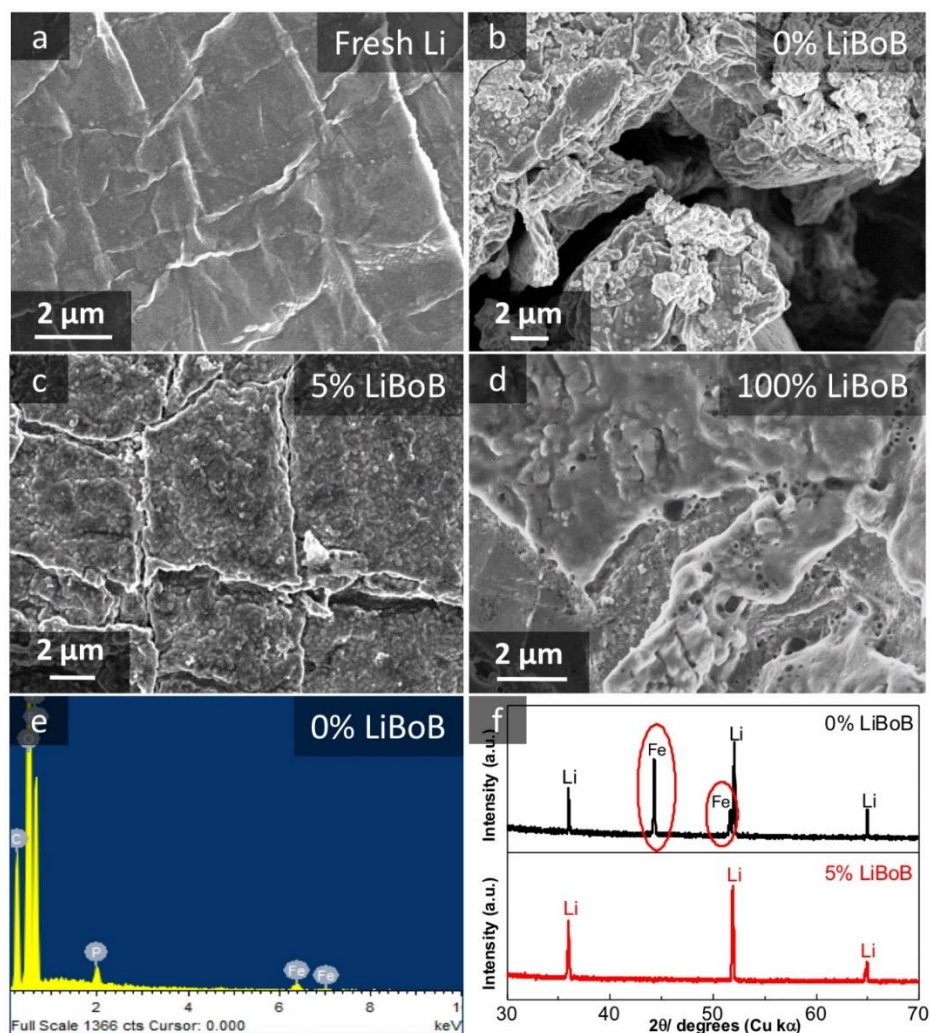 a
Fresh Li
2 µm
b
0% LiBoB
2 µm
c
5% LiBoB
2 µm
d
100% LiBoB
2 µm
e
0% LiBoB
C
O
P
Fe
Fe
2
4
6
8
1
Full Scale 1366 cts Cursor: 0.000
keV
f
0% LiBoB
Intensity (a.u.)
Li
Fe
Fe
Li
Li
5% LiBoB
Intensity (a.u.)
Li
Li
Li
30 40 50 60 70
2θ/ degrees (Cu kα)